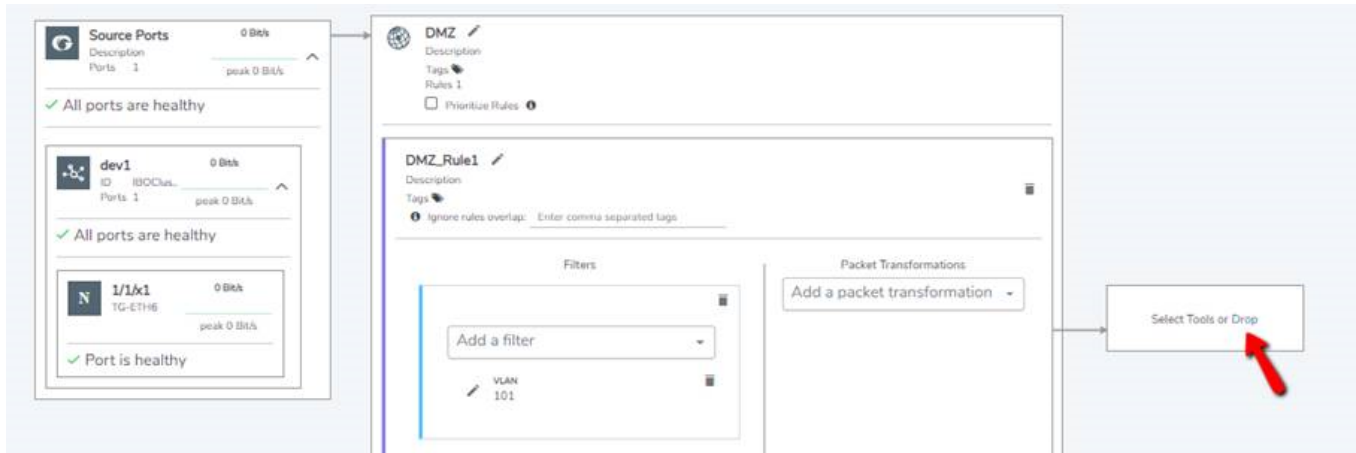 Source Ports
0 Bit/s
Description
Ports 1
peak 0 Bit/s
All ports are healthy
dev1
0 Bit/s
ID IBOClus..
Ports 1
peak 0 Bit/s
All ports are healthy
N
1/1/x1
0 Bit/s
TG-ETH6
peak 0 Bit/s
Port is healthy
DMZ
Description
Tags
Rules 1
Prioritize Rules
DMZ_Rule1
Description
Tags
Ignore rules overlap: Enter comma separated tags
Filters
Add a filter
VLAN
101
Packet Transformations
Add a packet transformation
Select Tools or Drop